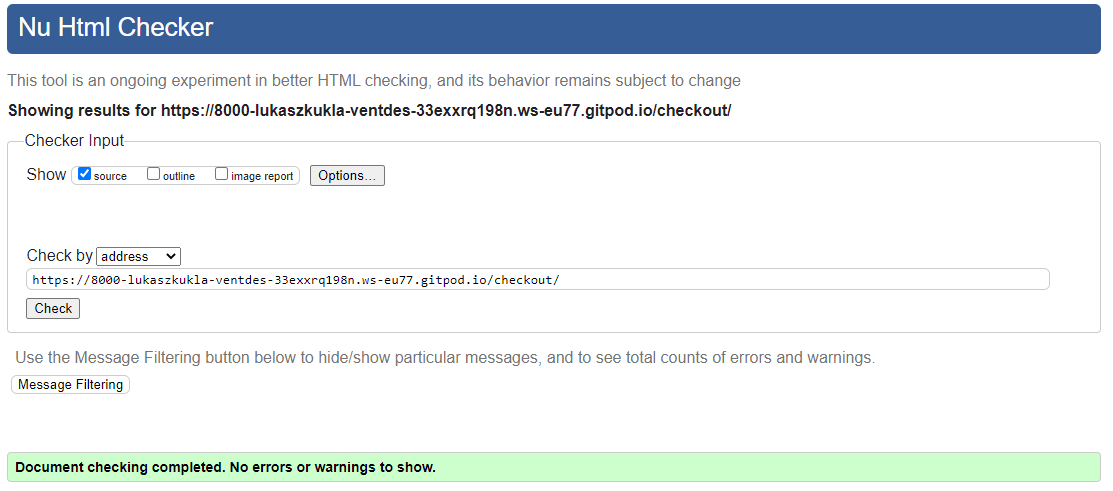 Nu Html Checker
This tool is an ongoing experiment in better HTML checking, and its behavior remains subject to change
Showing results for https://8000-lukaszkukla-ventdes-33exxrq198n.ws-eu77.gitpod.io/checkout/
Checker Input
Show source outline image report Options...
Check by address
https://8000-lukaszkukla-ventdes-33exxrq198n.ws-eu77.gitpod.io/checkout/
Check
Use the Message Filtering button below to hide/show particular messages, and to see total counts of errors and warnings.
Message Filtering
Document checking completed. No errors or warnings to show.